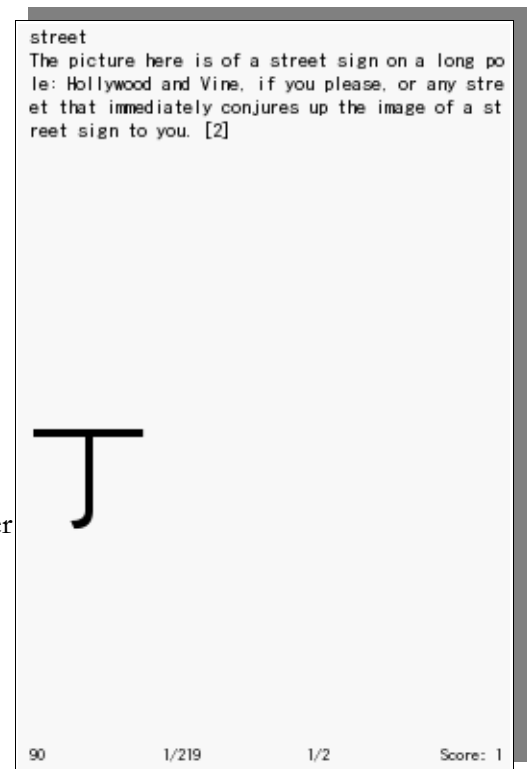 street
The picture here is of a street sign on a long po
le: Hollywood and Vine, if you please, or any stre
et that immediately conjures up the image of a st
reet sign to you. [2]
丁
er
90 1/219 1/2 Score: 1